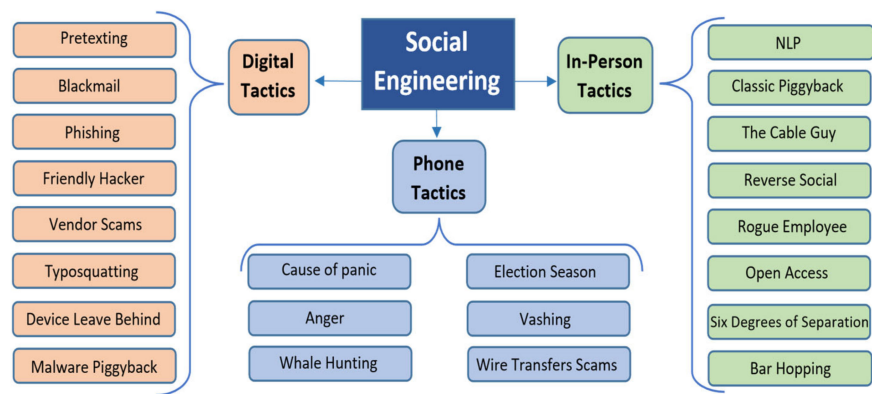 Social
Engineering
Digital
Tactics
Pretexting
Blackmail
Phishing
Friendly Hacker
Vendor Scams
Typosquatting
Device Leave Behind
Malware Piggyback
Phone
Tactics
Cause of panic
Anger
Whale Hunting
Election Season
Vashing
Wire Transfers Scams
In-Person
Tactics
NLP
Classic Piggyback
The Cable Guy
Reverse Social
Rogue Employee
Open Access
Six Degrees of Separation
Bar Hopping